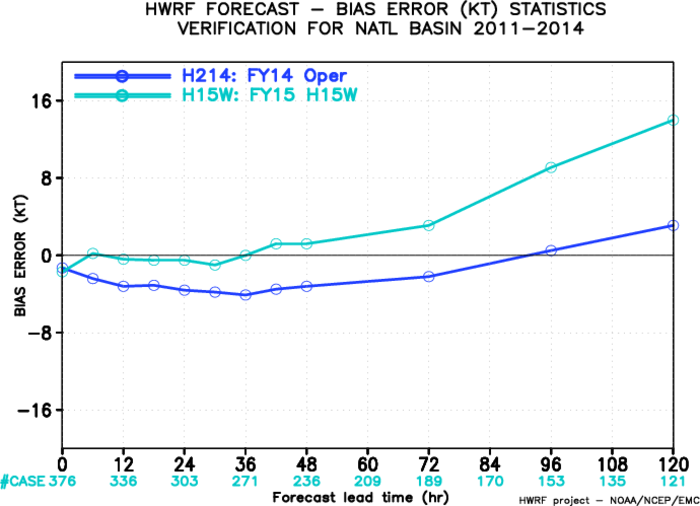 HWRF FORECAST – BIAS ERROR (KT) STATISTICS
VERIFICATION FOR NATL BASIN 2011–2014
H214: FY14 Oper
H15W: FY15 H15W
16
8
0
−8
−16
BIAS ERROR (KT)
0 12 24 36 48 60 72 84 96 108 120
#CASE 376 336 303 271 236 209 189 170 153 135 121
Forecast lead time (hr)
HWRF project – NOAA/NCEP/EMC